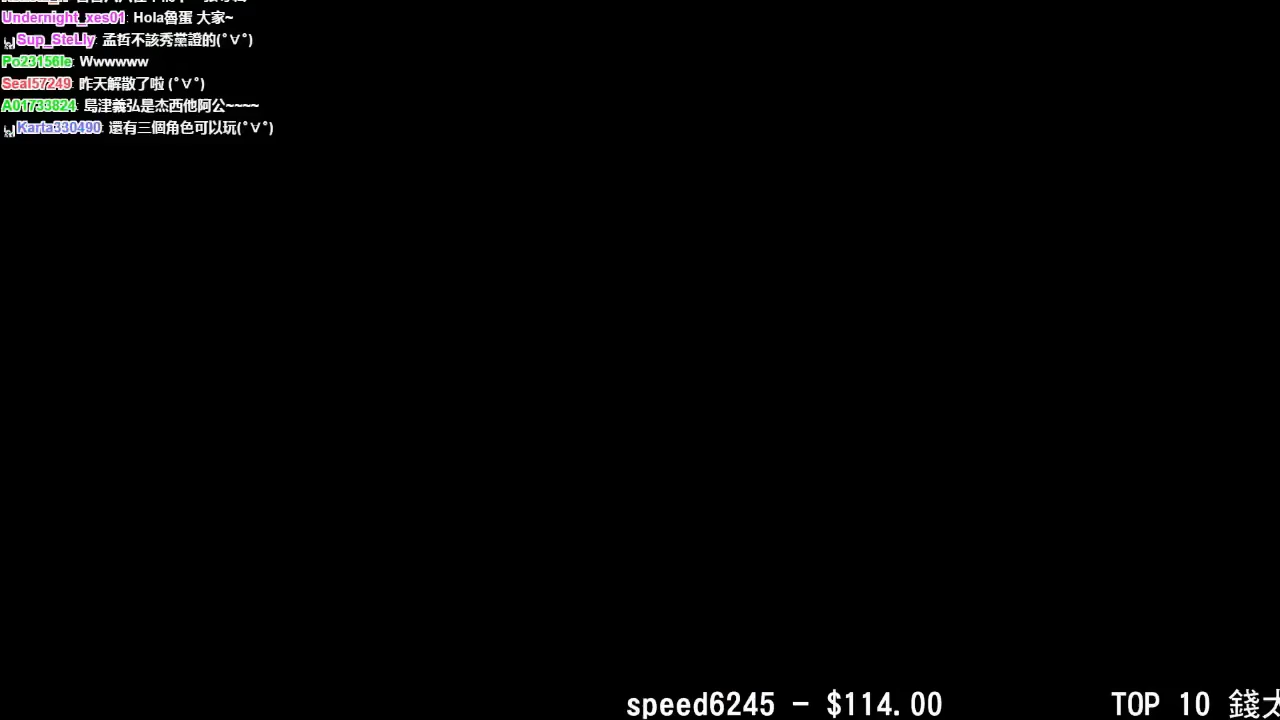 Undernight_xes01: Hola魯蛋 大家~
Sup_SteLly: 孟哲不該秀業證的(ﾟ∀ﾟ)
Po23156le: Wwwwww
Seal57249: 昨天解散了啦 (ﾟ∀ﾟ)
A01733824: 島津義弘是杰西他阿公~~~~
Karta330490: 還有三個角色可以玩(ﾟ∀ﾟ)
speed6245 - $114.00 TOP 10 錢